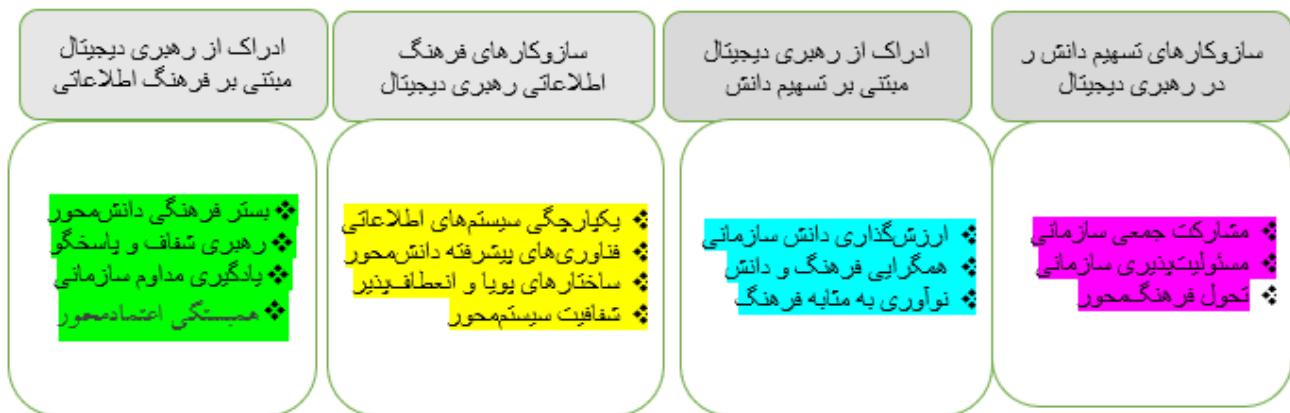 سازوکارهای تسهیم دانش ر
در رهبری دیجیتال
❖ مشارکت جمعی سازمانی
❖ مسئولیت‌پذیری سازمانی
❖ تحول فرهنگ‌محور
ادراک از رهبری دیجیتال
مبتنی بر تسهیم دانش
❖ ارزش‌گذاری دانش سازمانی
❖ همگرایی فرهنگ و دانش
❖ نوآوری به مثابه فرهنگ
سازوکارهای فرهنگ
اطلاعاتی رهبری دیجیتال
❖ یکپارچگی سیستم‌های اطلاعاتی
❖ فناوری‌های پیشرفته دانش‌محور
❖ ساختارهای پویا و انعطاف‌پذیر
❖ شفافیت سیستم‌محور
ادراک از رهبری دیجیتال
مبتنی بر فرهنگ اطلاعاتی
❖ بستر فرهنگی دانش‌محور
❖ رهبری شفاف و پاسخگو
❖ یادگیری مداوم سازمانی
❖ همبستگی اعتمادمحور